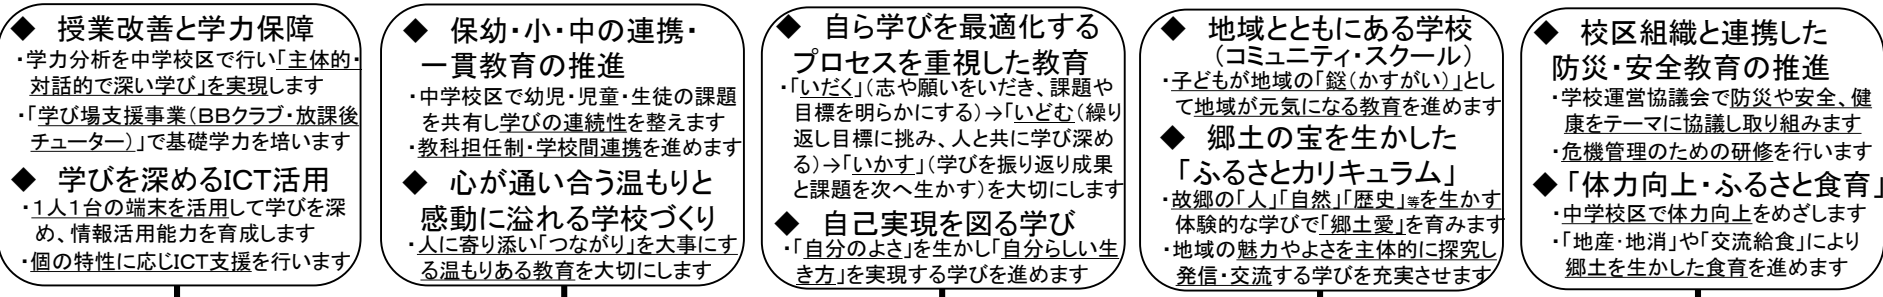 ◆ 授業改善と学力保障
・学力分析を中学校区で行い「主体的・
対話的で深い学び」を実現します
・「学び場支援事業（ＢＢクラブ・放課後
チューター）」で基礎学力を培います
◆ 学びを深めるＩＣＴ活用
・１人１台の端末を活用して学びを深
め、情報活用能力を育成します
・個の特性に応じＩＣＴ支援を行います
◆ 保幼・小・中の連携・
一貫教育の推進
・中学校区で幼児・児童・生徒の課題
を共有し学びの連続性を整えます
・教科担任制・学校間連携を進めます
◆ 心が通い合う温もりと
感動に溢れる学校づくり
・人に寄り添い「つながり」を大事にす
る温もりある教育を大切にします
◆ 自ら学びを最適化する
プロセスを重視した教育
・「いだく」（志や願いをいだき、課題や
目標を明らかにする）→「いどむ（繰り
返し目標に挑み、人と共に学び深め
る）→「いかす」（学びを振り返り成果
と課題を次へ生かす）を大切にします
◆ 自己実現を図る学び
・「自分のよさ」を生かし「自分らしい生
き方」を実現する学びを進めます
◆ 地域とともにある学校
（コミュニティ・スクール）
・子どもが地域の「鎹（かすがい）」とし
て地域が元気になる教育を進めます
◆ 郷土の宝を生かした
「ふるさとカリキュラム」
・故郷の「人」「自然」「歴史」等を生かす
体験的な学びで「郷土愛」を育みます
・地域の魅力やよさを主体的に探究し
発信・交流する学びを充実させます
◆ 校区組織と連携した
防災・安全教育の推進
・学校運営協議会で防災や安全、健
康をテーマに協議し取り組みます
・危機管理のための研修を行います
◆「体力向上・ふるさと食育」
・中学校区で体力向上をめざします
・「地産・地消」や「交流給食」により
郷土を生かした食育を進めます